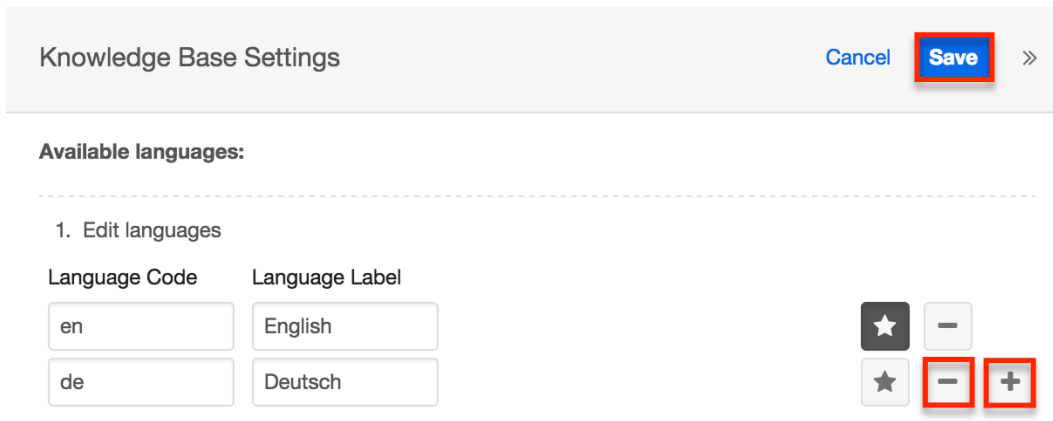 Knowledge Base Settings Cancel Save »
Available languages:
1. Edit languages
Language Code Language Label
en English
de Deutsch